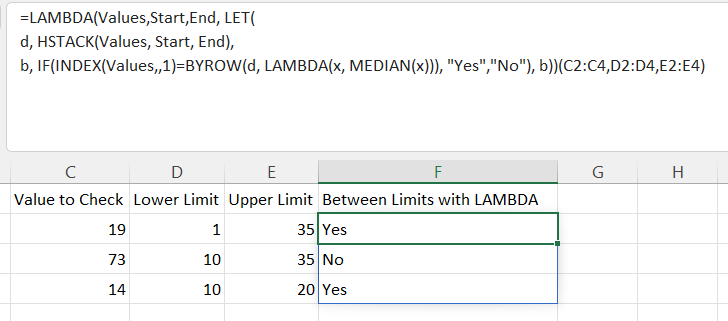 =LAMBDA(Values,Start,End, LET(
d, HSTACK(Values, Start, End),
b, IF(INDEX(Values,,1)=BYROW(d, LAMBDA(x, MEDIAN(x))), "Yes","No"), b))(C2:C4,D2:D4,E2:E4)
C D E F G H
Value to Check Lower Limit Upper Limit Between Limits with LAMBDA
19 1 35 Yes
73 10 35 No
14 10 20 Yes